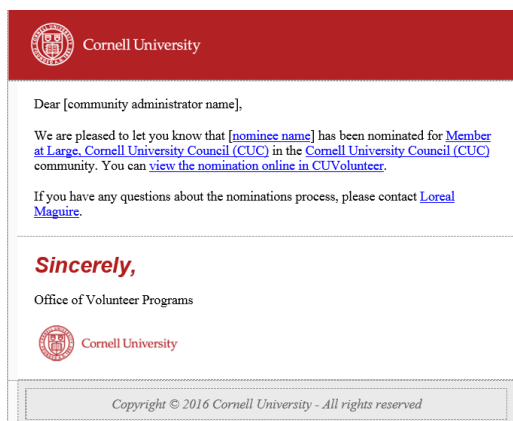 Cornell University
Dear [community administrator name],
We are pleased to let you know that [nominee name] has been nominated for Member
at Large, Cornell University Council (CUC) in the Cornell University Council (CUC)
community. You can view the nomination online in CUVolunteer.
If you have any questions about the nominations process, please contact Loreal
Maguire.
Sincerely,
Office of Volunteer Programs
Cornell University
Copyright © 2016 Cornell University - All rights reserved